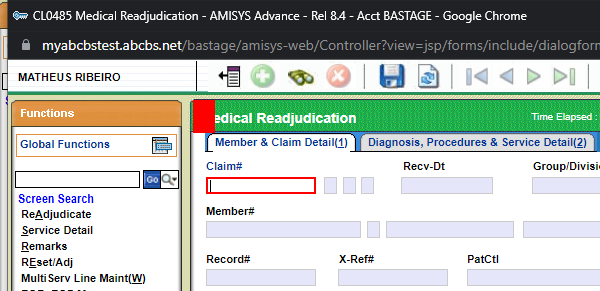 CL0485 Medical Readjudication - AMISYS Advance - Rel 8.4 - Acct BASTAGE - Google Chrome
myabcbstest.abcbs.net/bastage/amisys-web/Controller?view=jsp/forms/include/dialogform
MATHEUS RIBEIRO
Functions
edical Readjudication
Time Elapsed :
Global Functions
Member & Claim Detail(1)
Diagnosis, Procedures & Service Detail(2)
Claim#
Recv-Dt
Group/Divisio
Go
Screen Search
ReAdjudicate
Service Detail
Remarks
REset/Adj
MultiServ Line Maint(W)
Member#
Record#
X-Ref#
PatCtl